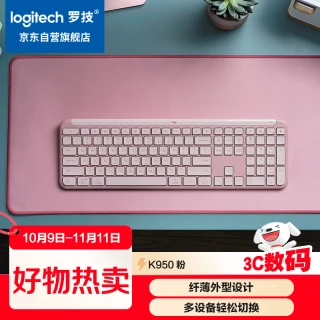 logitech 罗技
京东自营旗舰店
10月9日-11月11日
好物热卖
K950 粉
3C数码
纤薄外型设计
多设备轻松切换